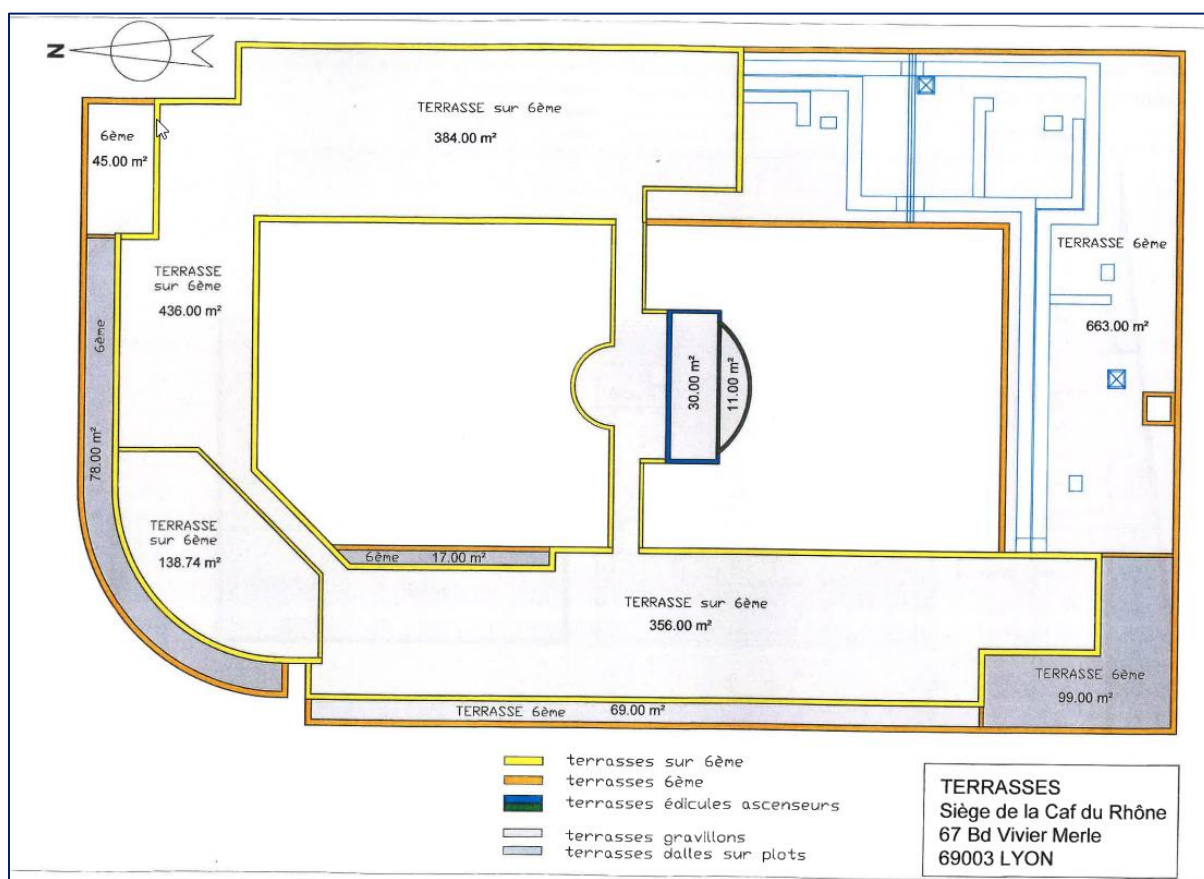 N
TERRASSE sur 6ème
384.00 m²
6ème
45.00 m²
TERRASSE
sur 6ème
436.00 m²
TERRASSE 6ème
663.00 m²
6ème
78.00 m²
30.00 m²
11.00 m²
TERRASSE
sur 6ème
138.74 m²
6ème 17.00 m²
TERRASSE sur 6ème
356.00 m²
TERRASSE 6ème
99.00 m²
TERRASSE 6ème 69.00 m²
terrasses sur 6ème
terrasses 6ème
terrasses édicules ascenseurs
terrasses gravillons
terrasses dalles sur plots
TERRASSES
Siège de la Caf du Rhône
67 Bd Vivier Merle
69003 LYON